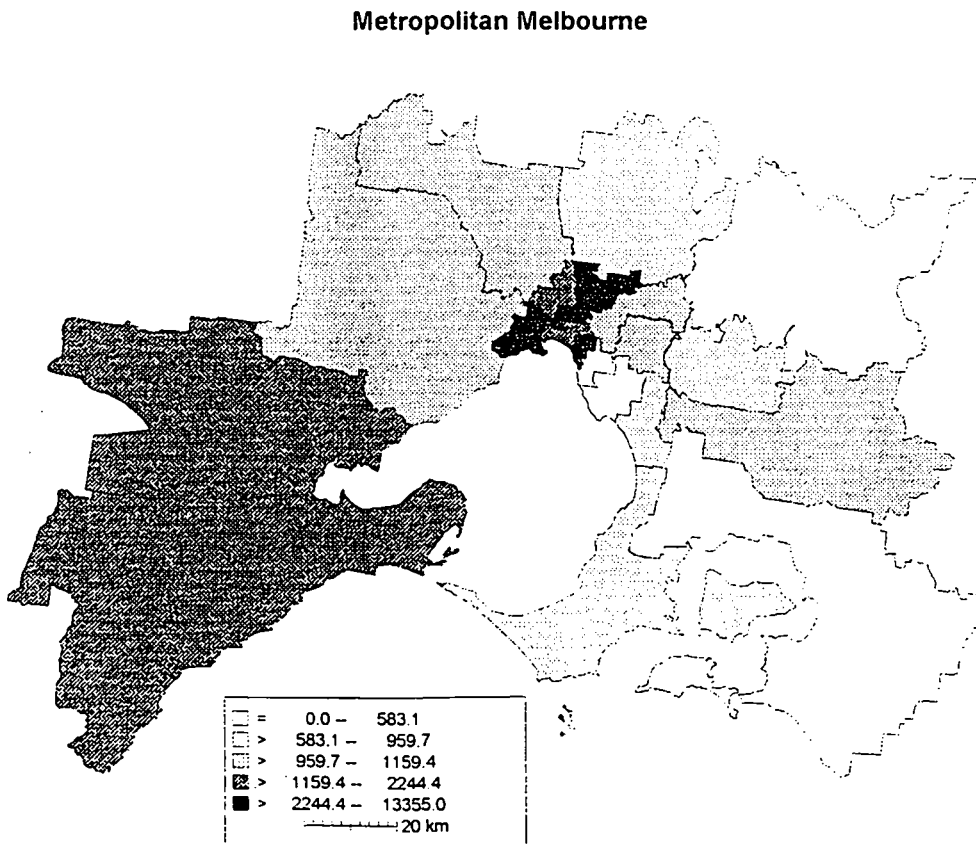 Metropolitan Melbourne
= 0.0 – 583.1
> 583.1 – 959.7
> 959.7 – 1159.4
> 1159.4 – 2244.4
> 2244.4 – 13355.0
20 km